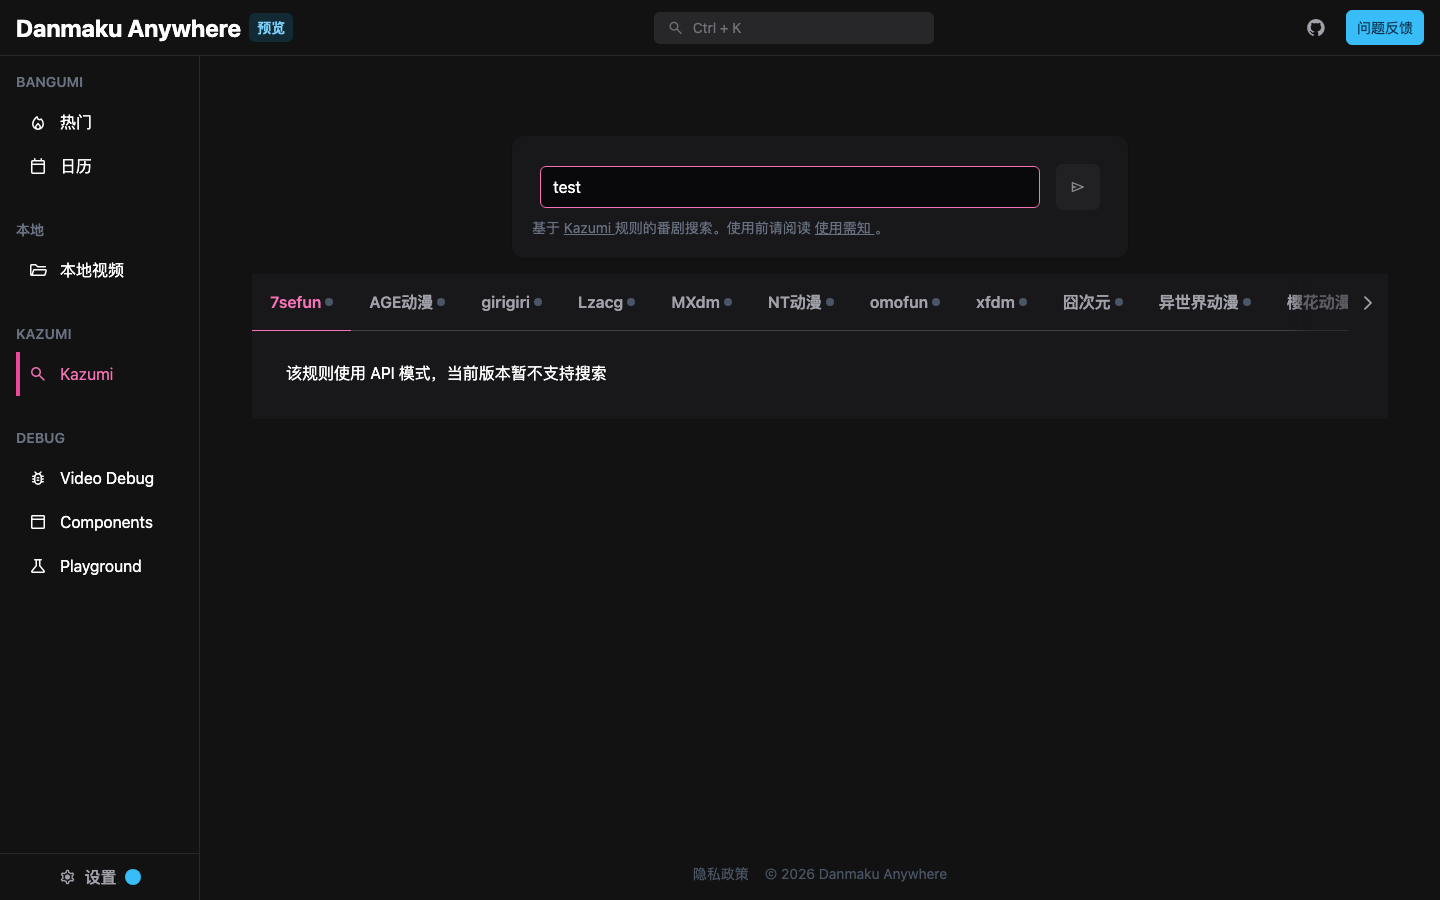 Danmaku Anywhere 预览
Ctrl + K
问题反馈
BANGUMI
热门
日历
本地
本地视频
KAZUMI
Kazumi
DEBUG
Video Debug
Components
Playground
设置
test
基于 Kazumi 规则的番剧搜索。使用前请阅读 使用需知 。
7sefun AGE动漫 girigiri Lzacg MXdm NT动漫 omofun xfdm 囧次元 异世界动漫 樱花动漫
该规则使用 API 模式，当前版本暂不支持搜索
隐私政策 © 2026 Danmaku Anywhere